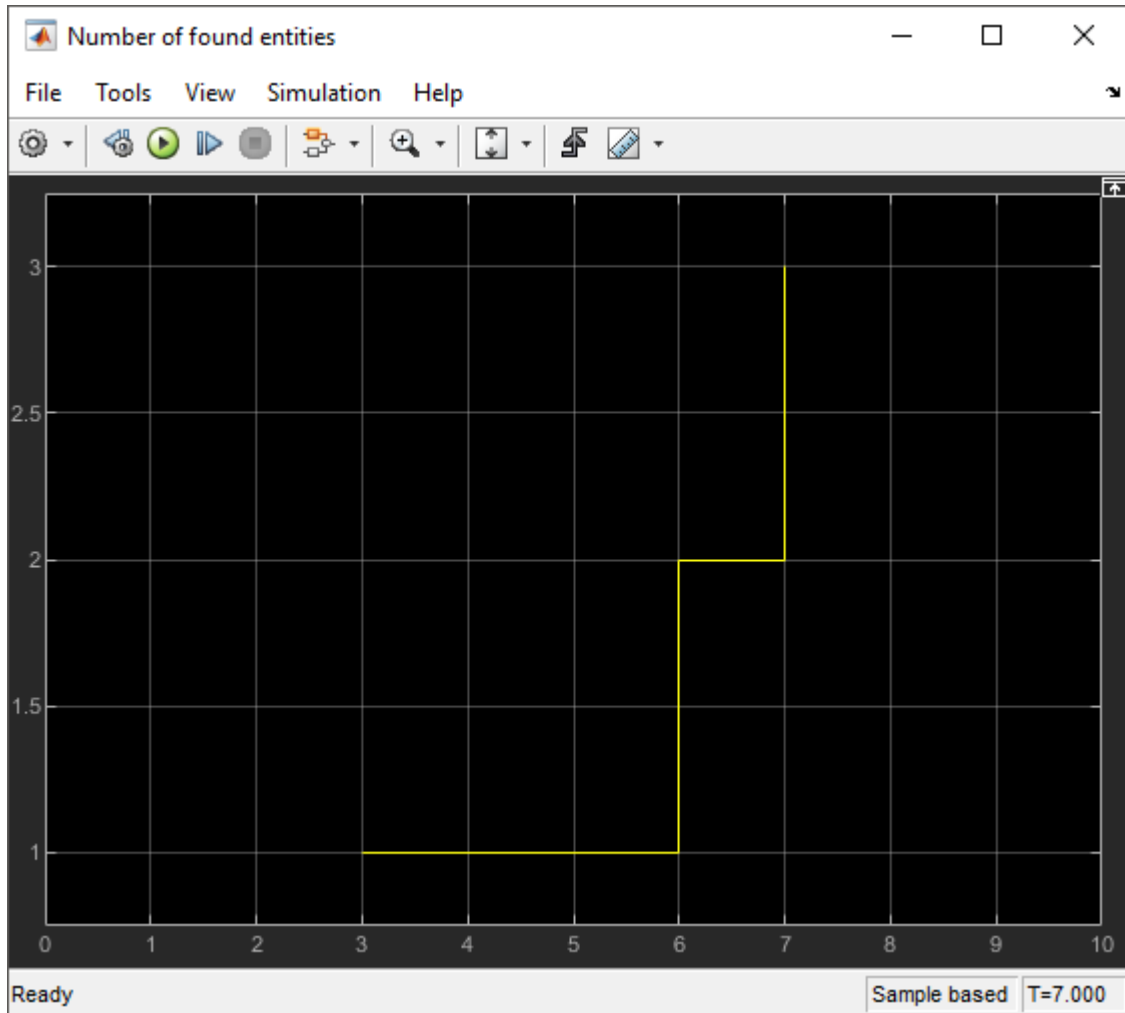 Number of found entities
File Tools View Simulation Help
3
2.5
2
1.5
1
0 1 2 3 4 5 6 7 8 9 10
Ready Sample based T=7.000